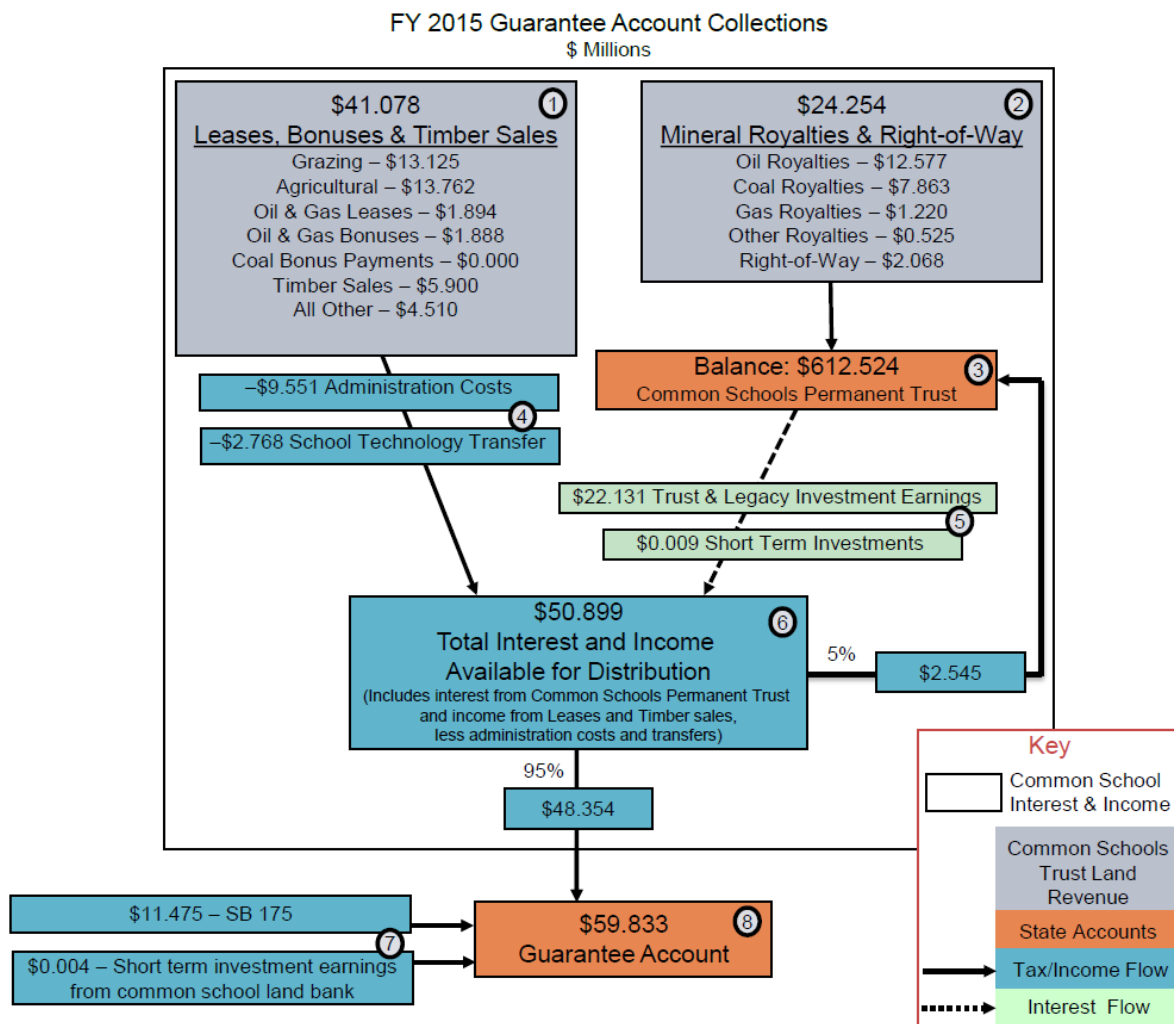 FY 2015 Guarantee Account Collections
$ Millions
$41.078
1
Leases, Bonuses & Timber Sales
Grazing – $13.125
Agricultural – $13.762
Oil & Gas Leases – $1.894
Oil & Gas Bonuses – $1.888
Coal Bonus Payments – $0.000
Timber Sales – $5.900
All Other – $4.510
$24.254
2
Mineral Royalties & Right-of-Way
Oil Royalties – $12.577
Coal Royalties – $7.863
Gas Royalties – $1.220
Other Royalties – $0.525
Right-of-Way – $2.068
–$9.551 Administration Costs
4
–$2.768 School Technology Transfer
Balance: $612.524
3
Common Schools Permanent Trust
$22.131 Trust & Legacy Investment Earnings
5
$0.009 Short Term Investments
$50.899
6
Total Interest and Income
Available for Distribution
(Includes interest from Common Schools Permanent Trust
and income from Leases and Timber sales,
less administration costs and transfers)
5%
$2.545
95%
$48.354
$11.475 – SB 175
7
$0.004 – Short term investment earnings
from common school land bank
$59.833
8
Guarantee Account
Key
Common School
Interest & Income
Common Schools
Trust Land
Revenue
State Accounts
Tax/Income Flow
Interest Flow